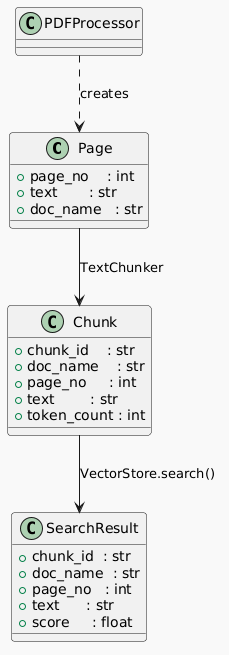 C PDFProcessor
creates
C Page
page_no : int
text : str
doc_name : str
TextChunker
C Chunk
chunk_id : str
doc_name : str
page_no : int
text : str
token_count : int
VectorStore.search()
C SearchResult
chunk_id : str
doc_name : str
page_no : int
text : str
score : float